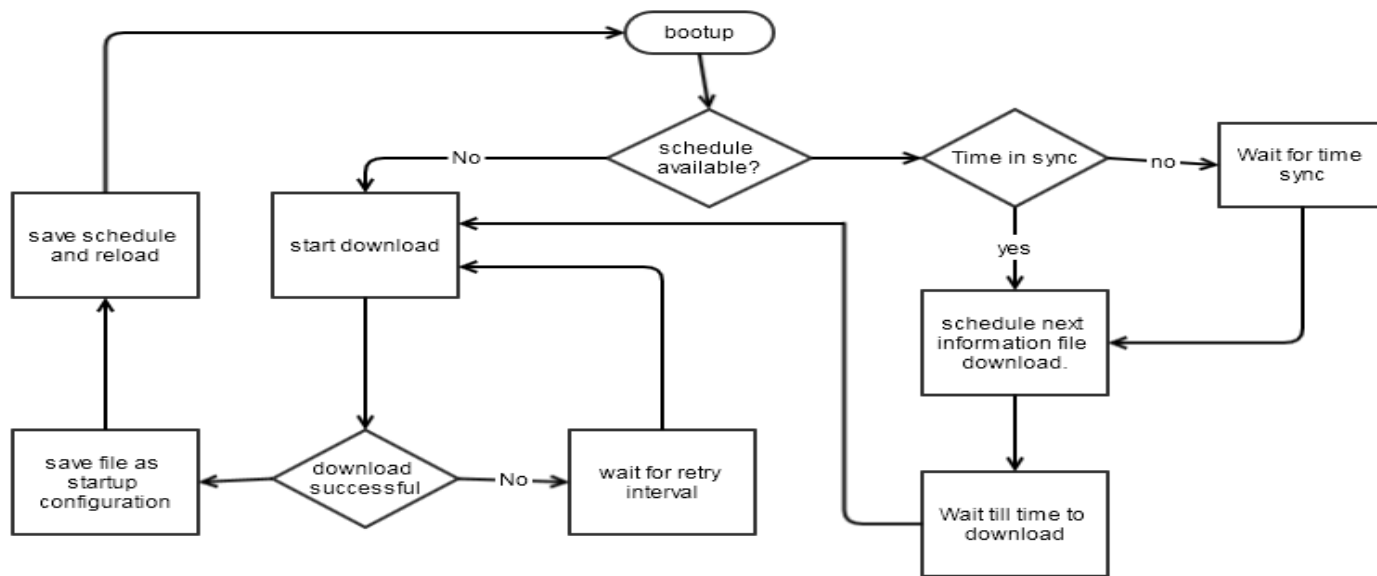 bootup
No
schedule
available?
Time in sync
no
Wait for time
sync
save schedule
and reload
start download
yes
schedule next
information file
download.
save file as
startup
configuration
download
successful
No
wait for retry
interval
Wait till time to
download